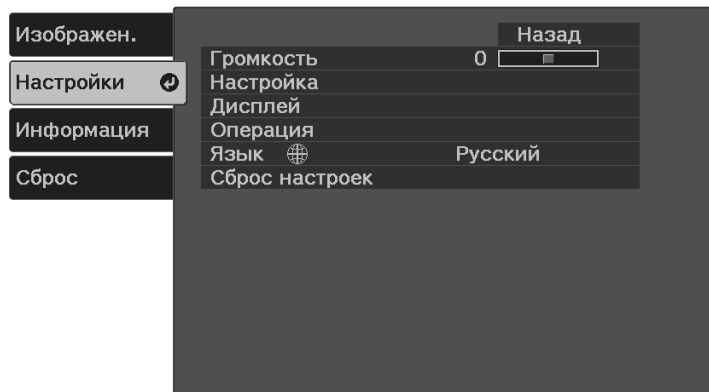 Изображен.
Настройки
Информация
Сброс
Назад
Громкость 0
Настройка
Дисплей
Операция
Язык Русский
Сброс настроек